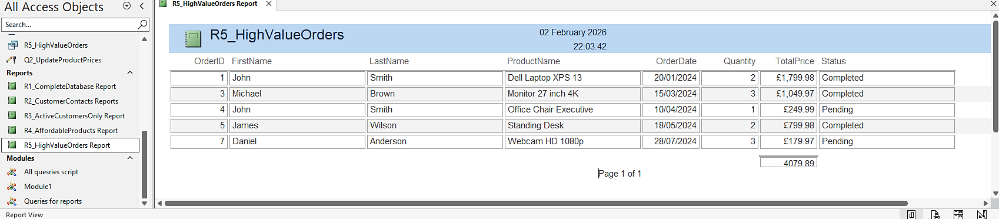 All Access Objects
Search...
R5_HighValueOrders
Q2_UpdateProductPrices
Reports
R1_CompleteDatabase Report
R2_CustomerContacts Reports
R3_ActiveCustomersOnly Report
R4_AffordableProducts Report
R5_HighValueOrders Report
Modules
All quesries script
Module1
Queries for reports
R5_HighValueOrders Report
R5_HighValueOrders
02 February 2026
22:03:42
OrderID FirstName LastName ProductName OrderDate Quantity TotalPrice Status
1 John Smith Dell Laptop XPS 13 20/01/2024 2 £1,799.98 Completed
3 Michael Brown Monitor 27 inch 4K 15/03/2024 3 £1,049.97 Completed
4 John Smith Office Chair Executive 10/04/2024 1 £249.99 Pending
5 James Wilson Standing Desk 18/05/2024 2 £799.98 Completed
7 Daniel Anderson Webcam HD 1080p 28/07/2024 3 £179.97 Pending
4079.89
Page 1 of 1
Report View